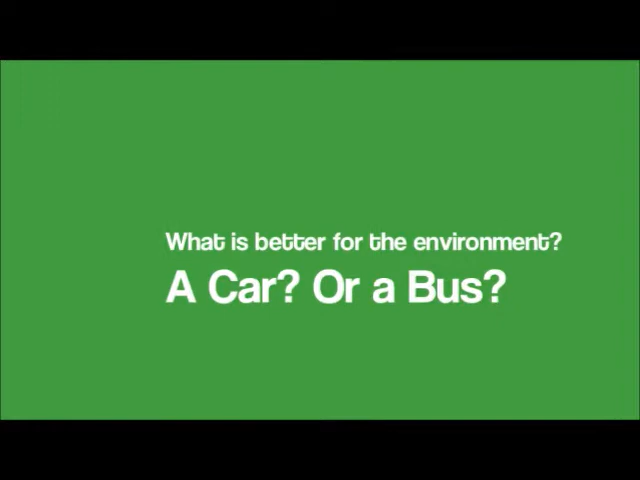 What is better for the environment?
A Car? Or a Bus?